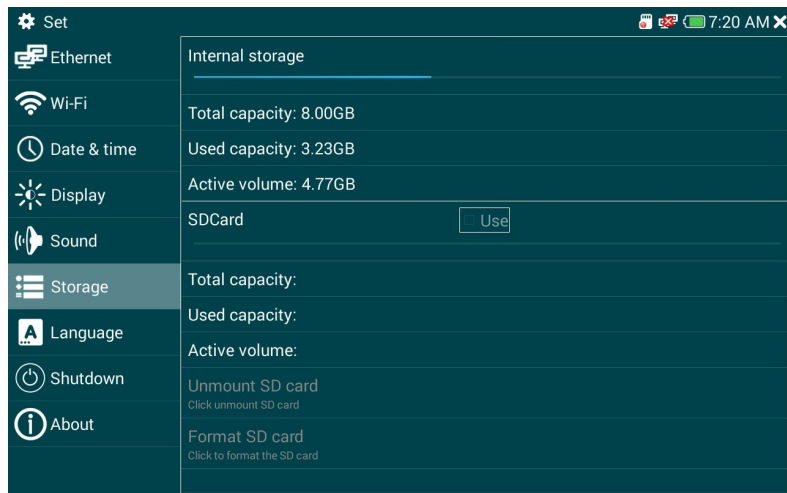 Set
7:20 AM
Ethernet
Wi-Fi
Date & time
Display
Sound
Storage
A Language
Shutdown
About
Internal storage
Total capacity: 8.00GB
Used capacity: 3.23GB
Active volume: 4.77GB
SDCard
Use
Total capacity:
Used capacity:
Active volume:
Unmount SD card
Click unmount SD card
Format SD card
Click to format the SD card